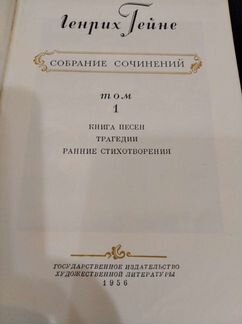 Генрих Гейне
СОБРАНИЕ СОЧИНЕНИЙ
том
1
КНИГА ПЕСЕН
ТРАГЕДИИ
РАННИЕ СТИХОТВОРЕНИЯ
ГОСУДАРСТВЕННОЕ ИЗДАТЕЛЬСТВО
ХУДОЖЕСТВЕННОЙ ЛИТЕРАТУРЫ
1956